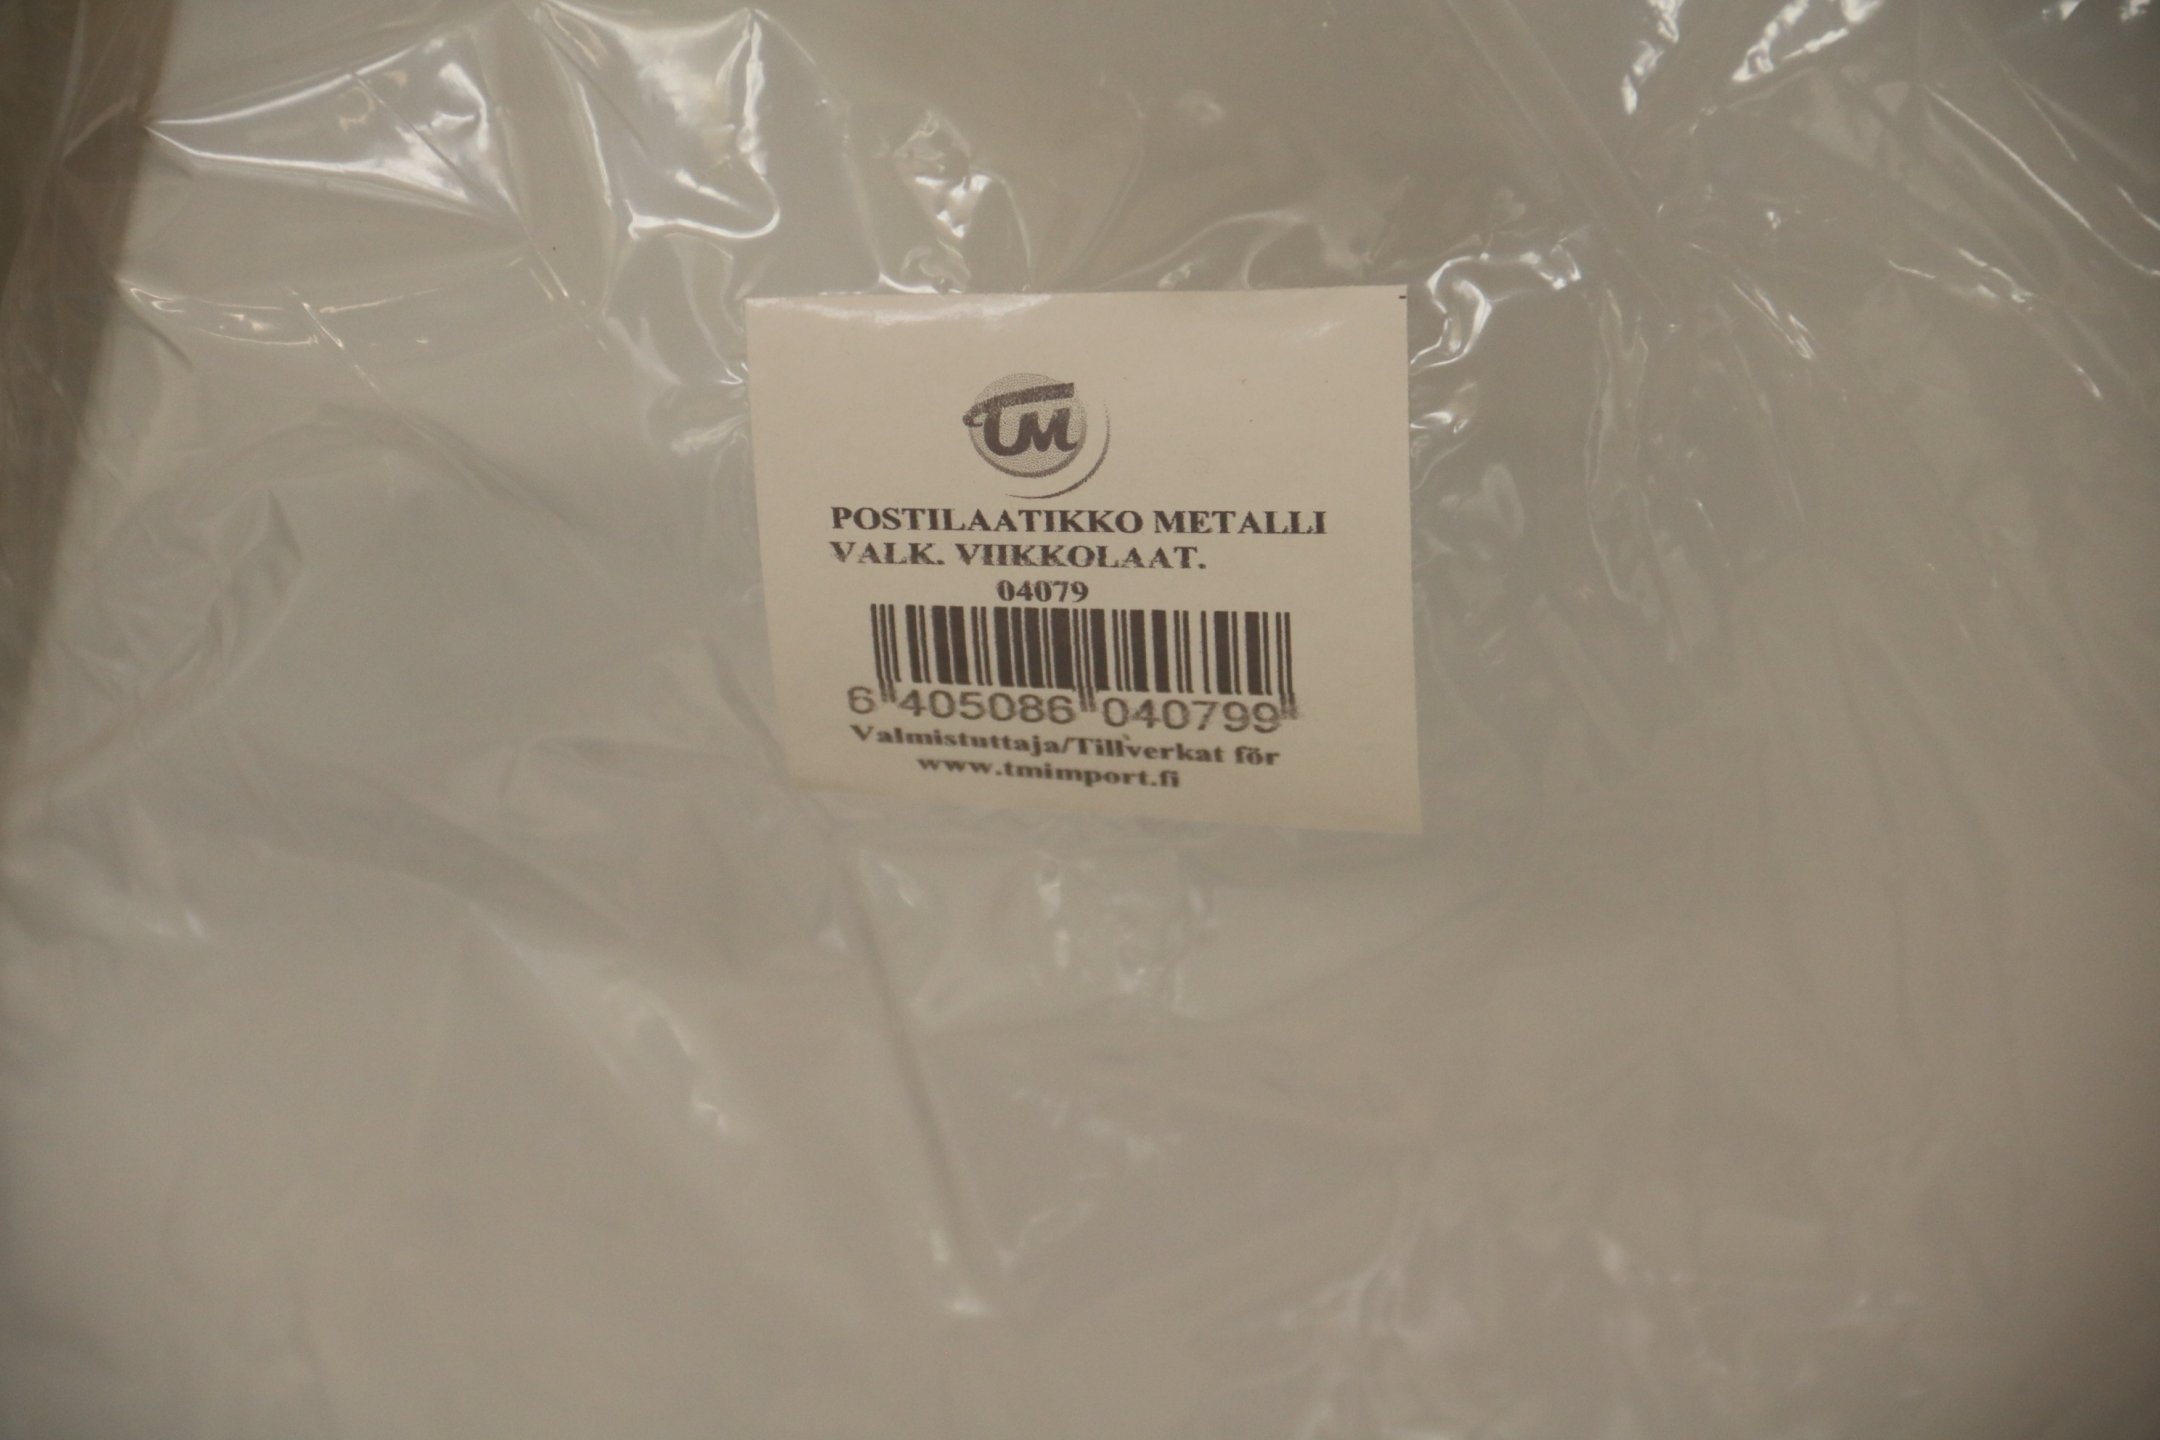 TM
POSTILAATIKKO METALLI
VALK. VIIKKOLAAT.
04079
6 405086 040799
Valmistuttaja/Tillverkat för
www.tmimport.fi